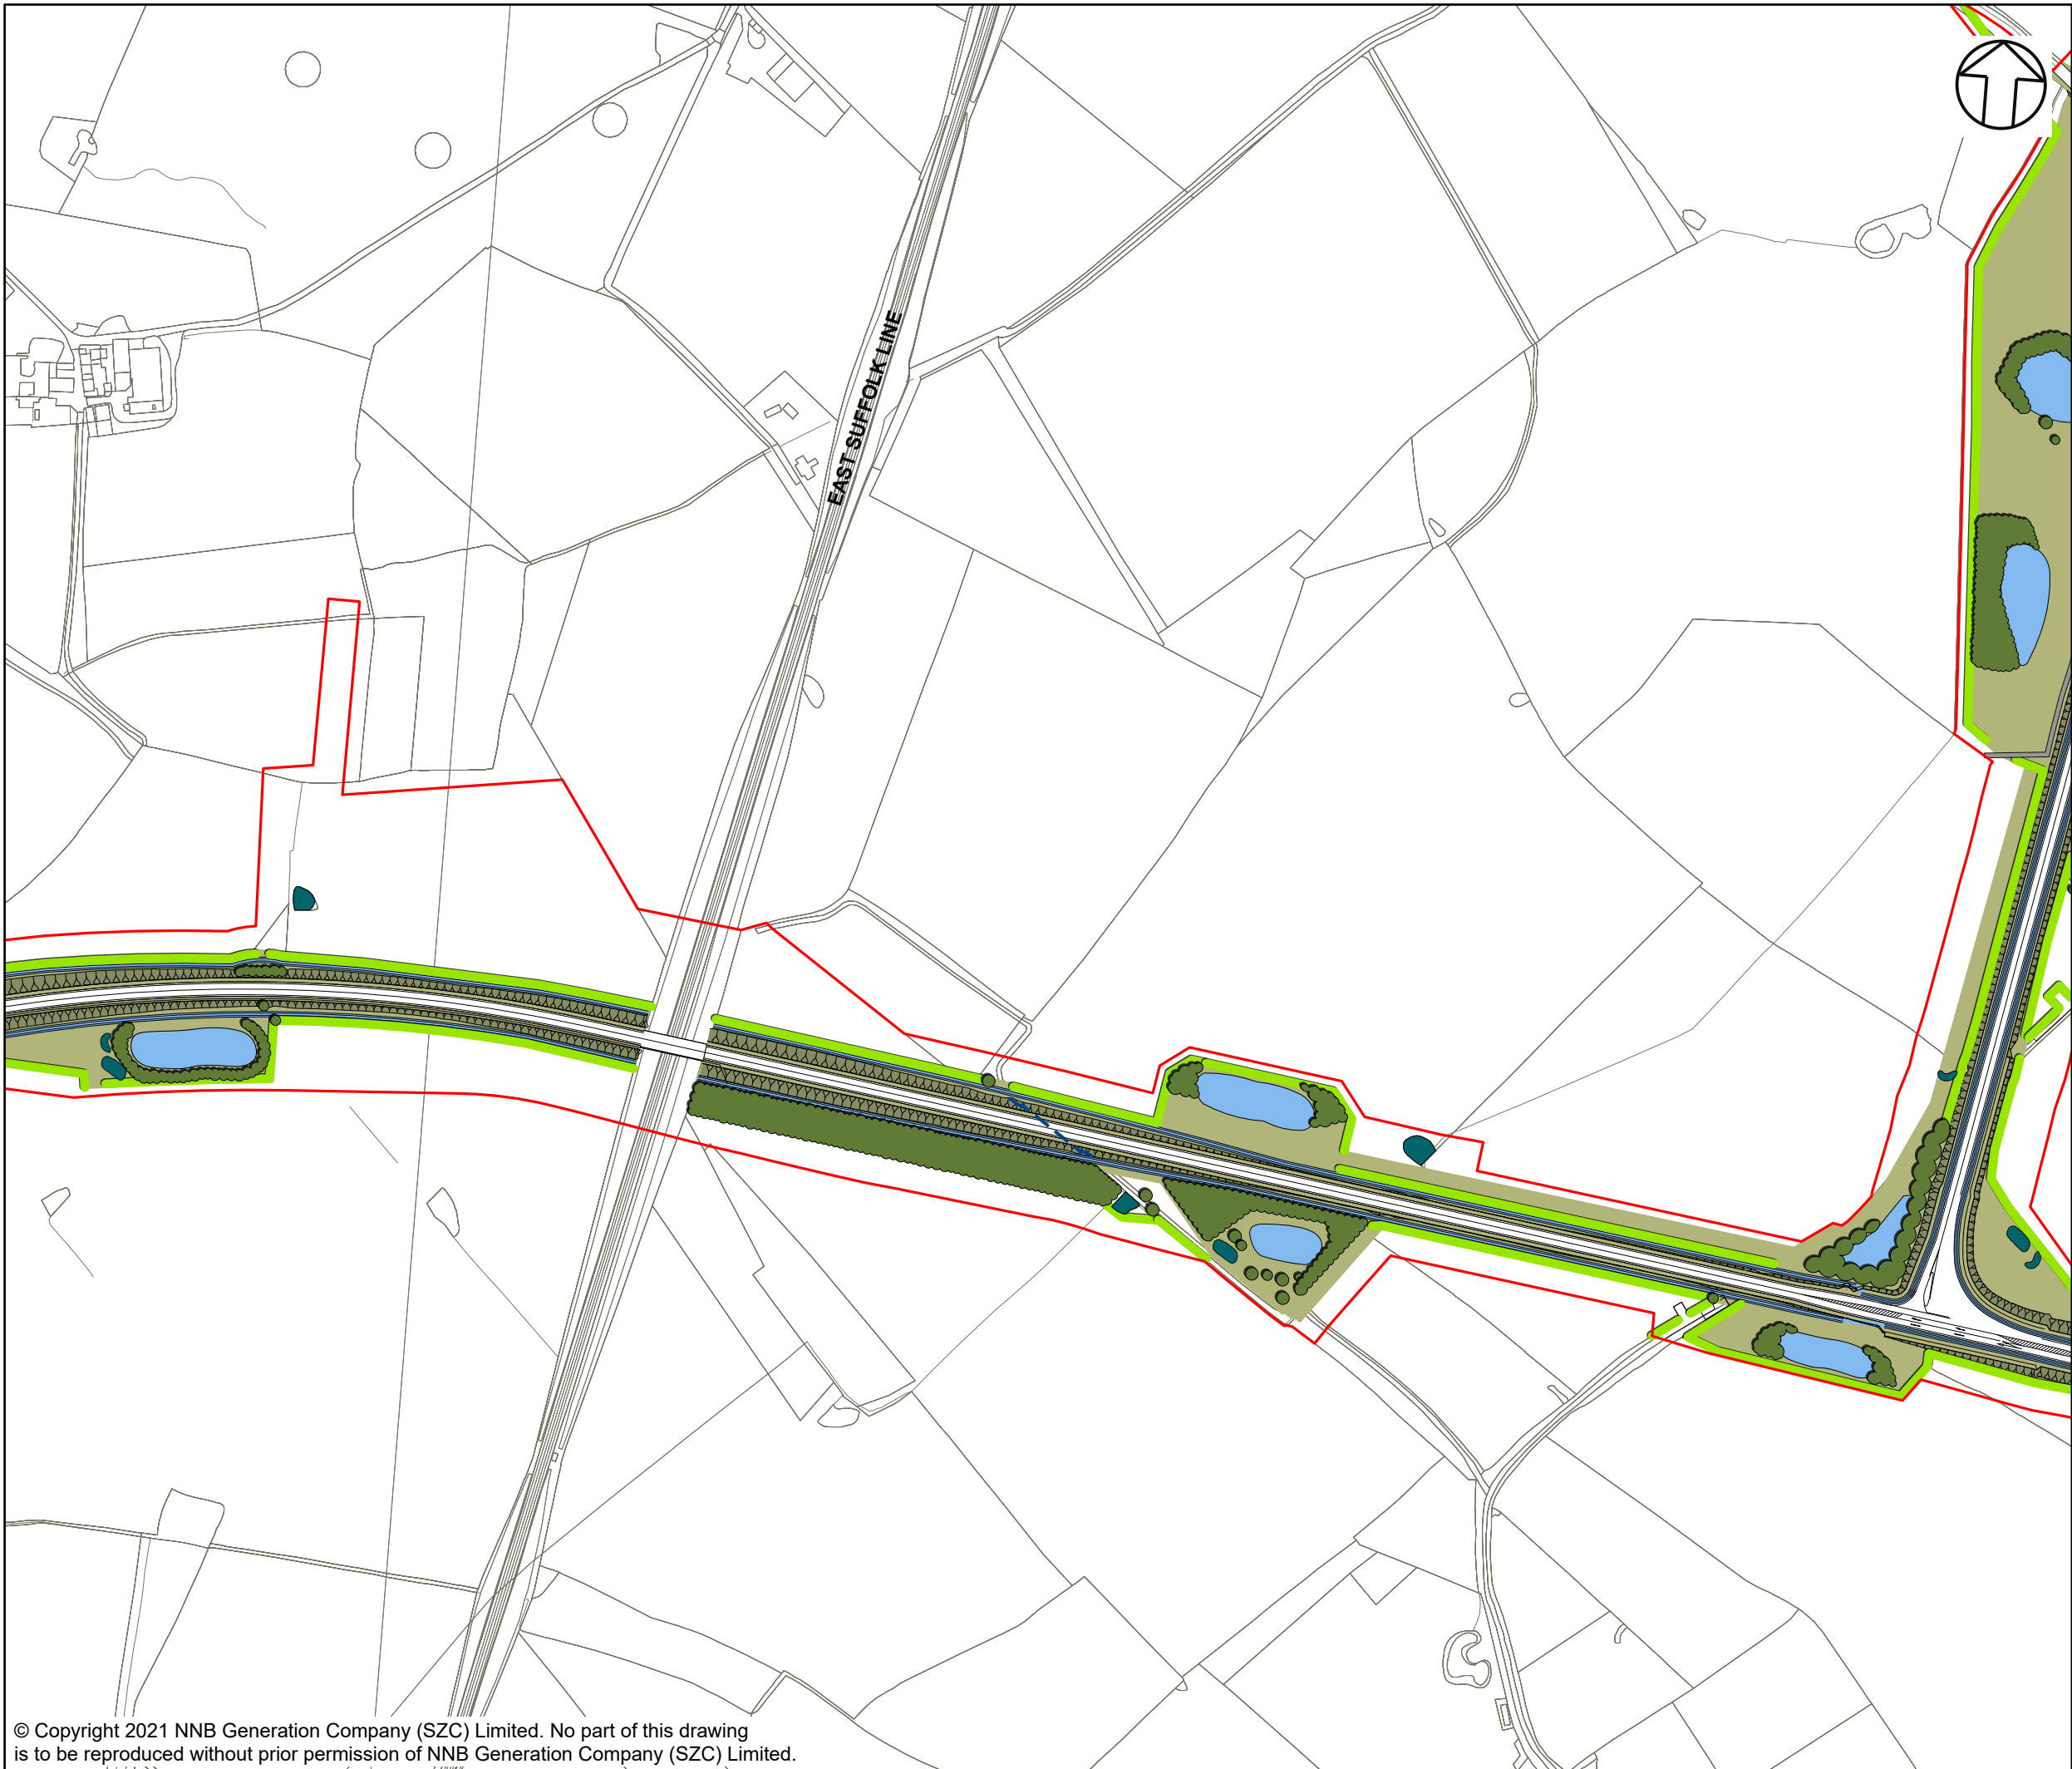 EAST SUFFOLK LINE
© Copyright 2021 NNB Generation Company (SZC) Limited. No part of this drawing
is to be reproduced without prior permission of NNB Generation Company (SZC) Limited.